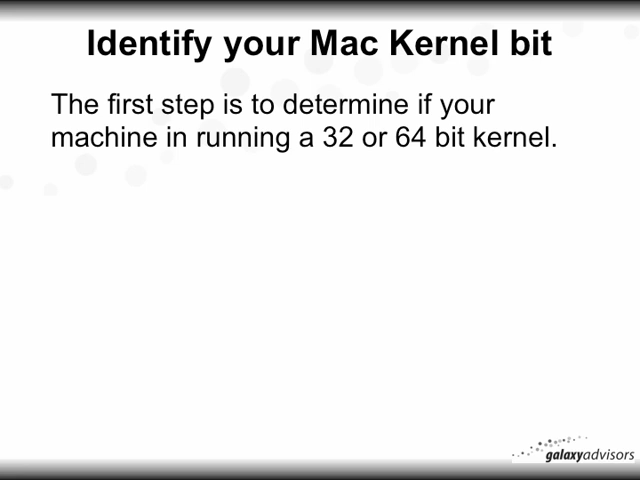 Identify your Mac Kernel bit
The first step is to determine if your
machine in running a 32 or 64 bit kernel.
galaxyadvisors